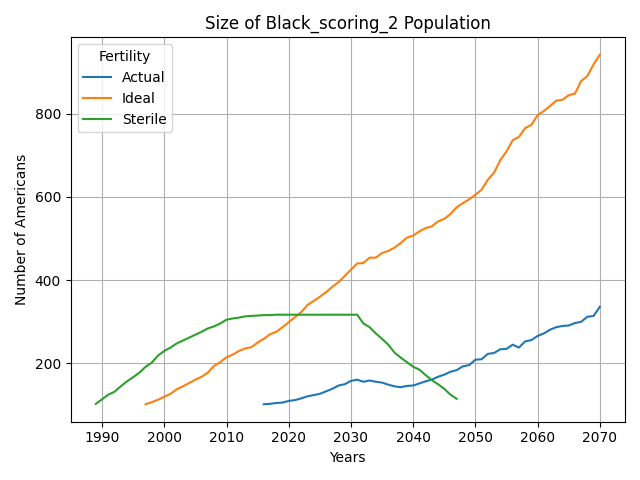 Size of Black_scoring_2 Population
Fertility
Actual
Ideal
Sterile
Number of Americans
800
600
400
200
1990 2000 2010 2020 2030 2040 2050 2060 2070
Years